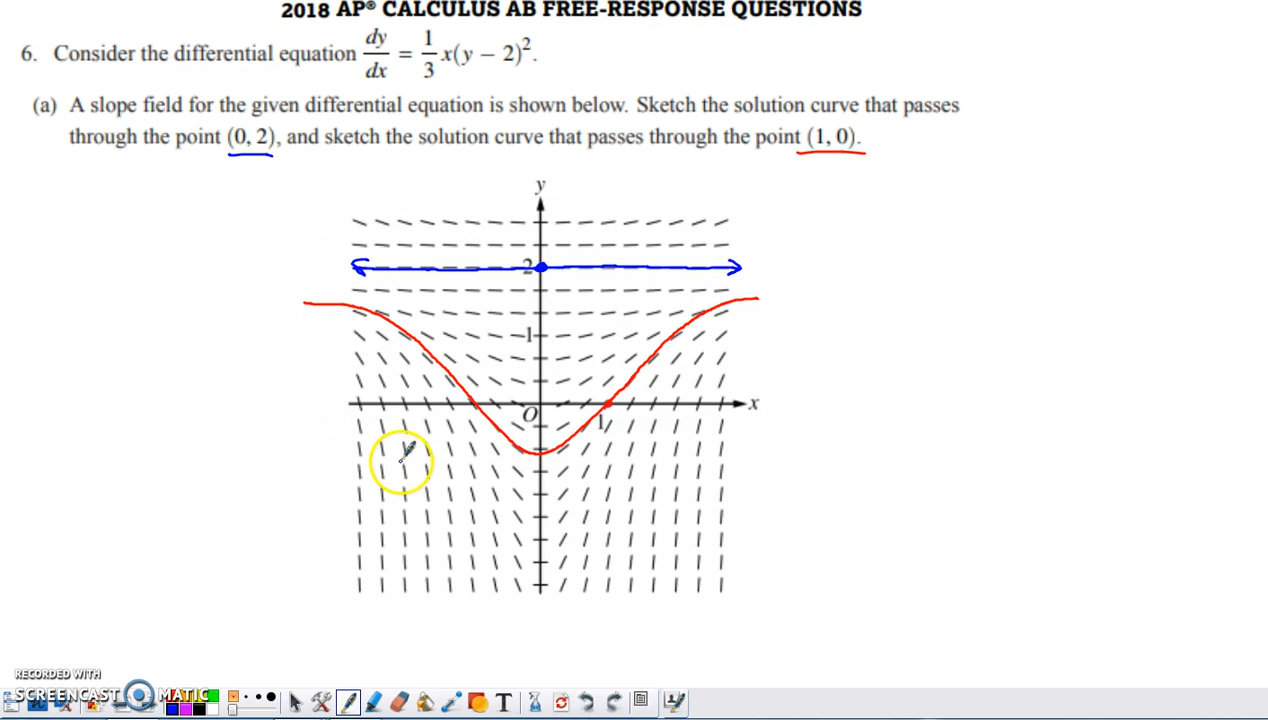 2018 AP® CALCULUS AB FREE-RESPONSE QUESTIONS
6. Consider the differential equation dy/dx = 1/3 x(y − 2)².
(a) A slope field for the given differential equation is shown below. Sketch the solution curve that passes
through the point (0, 2), and sketch the solution curve that passes through the point (1, 0).
y
2
1
O
1
x
RECORDED WITH
SCREENCAST MATIC
T